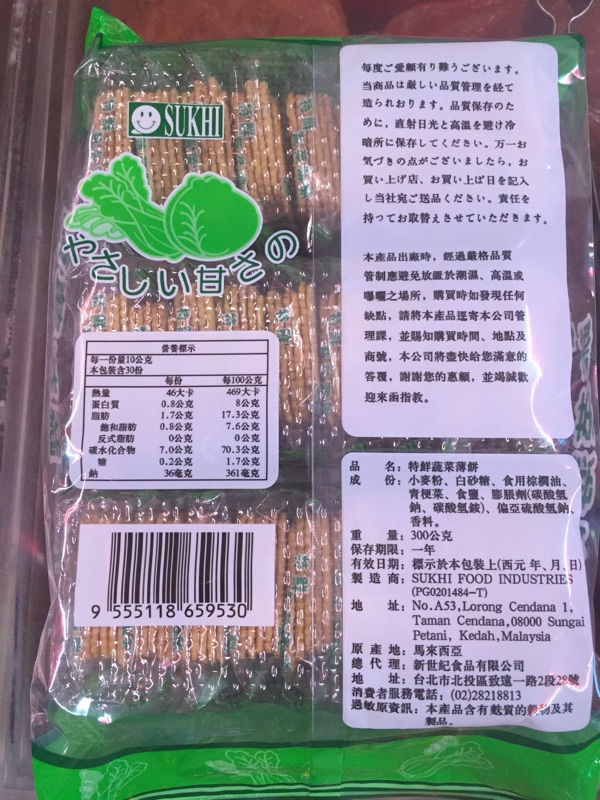 SUKHI
やさしい甘さの
毎度ご愛顧有り難うございます。
当商品は厳しい品質管理を経て
造られおります。品質保存のた
めに、直射日光と高温を避け冷
暗所に保存してください。万一お
気づきの点がございましたら、お
買い上げ店、お買い上げ日を記入
し当社宛ご送品ください。責任を
持ってお取替えさせていただきます。
本產品出廠時，經過嚴格品質
管制應避免放置於潮濕、高溫或
曝曬之場所，購買時如發現任何
缺點，請將本產品逕寄本公司管
理課，並賜知購買時間、地點及
商號，本公司將盡快給您滿意的
答覆，謝謝您的惠顧，並竭誠歡
迎來函指教。
營養標示
每一份量10公克
本包裝含30份
每份 每100公克
熱量 46大卡 469大卡
蛋白質 0.8公克 8公克
脂肪 1.7公克 17.3公克
飽和脂肪 0.8公克 7.6公克
反式脂肪 0公克 0公克
碳水化合物 7.0公克 70.3公克
糖 0.2公克 1.7公克
鈉 36毫克 361毫克
9 555118 659530
品 名：特鮮蔬菜薄餅
成 份：小麥粉、白砂糖、食用棕櫚油、
青梗菜、食鹽、膨脹劑(碳酸氫
鈉、碳酸氫銨)、偏亞硫酸氫鈉、
香料。
重 量：300公克
保存期限：一年
有效日期：標示於本包裝上(西元 年、月、日)
製 造 商：SUKHI FOOD INDUSTRIES
(PG0201484-T)
地 址：No.A53,Lorong Cendana 1,
Taman Cendana,08000 Sungai
Petani, Kedah,Malaysia
原 產 地：馬來西亞
總 代 理：新世紀食品有限公司
地 址：台北市北投區致遠一路2段28號
消費者服務電話：(02)28218813
過敏原資訊：本產品含有麩質的穀物及其
製品。